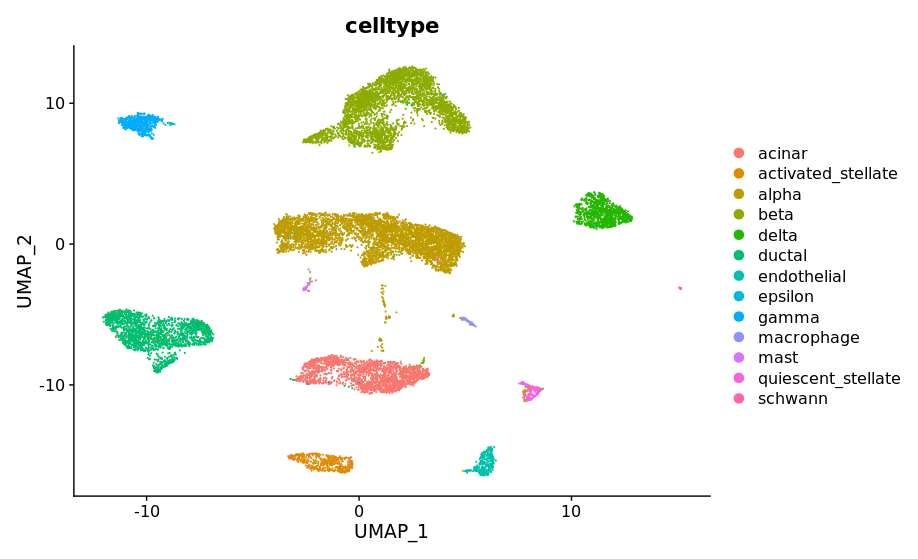 celltype
10
0
-10
UMAP_2
-10
0
10
UMAP_1
acinar
activated_stellate
alpha
beta
delta
ductal
endothelial
epsilon
gamma
macrophage
mast
quiescent_stellate
schwann